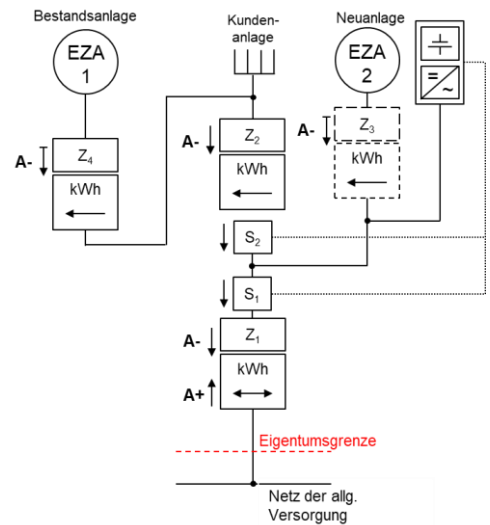 Bestandsanlage
Kunden-
anlage
Neuanlage
EZA
1
EZA
2
=
~
A-
Z4
kWh
A-
Z2
kWh
A-
Z3
kWh
S2
S1
A-
Z1
A+
kWh
Eigentumsgrenze
Netz der allg.
Versorgung